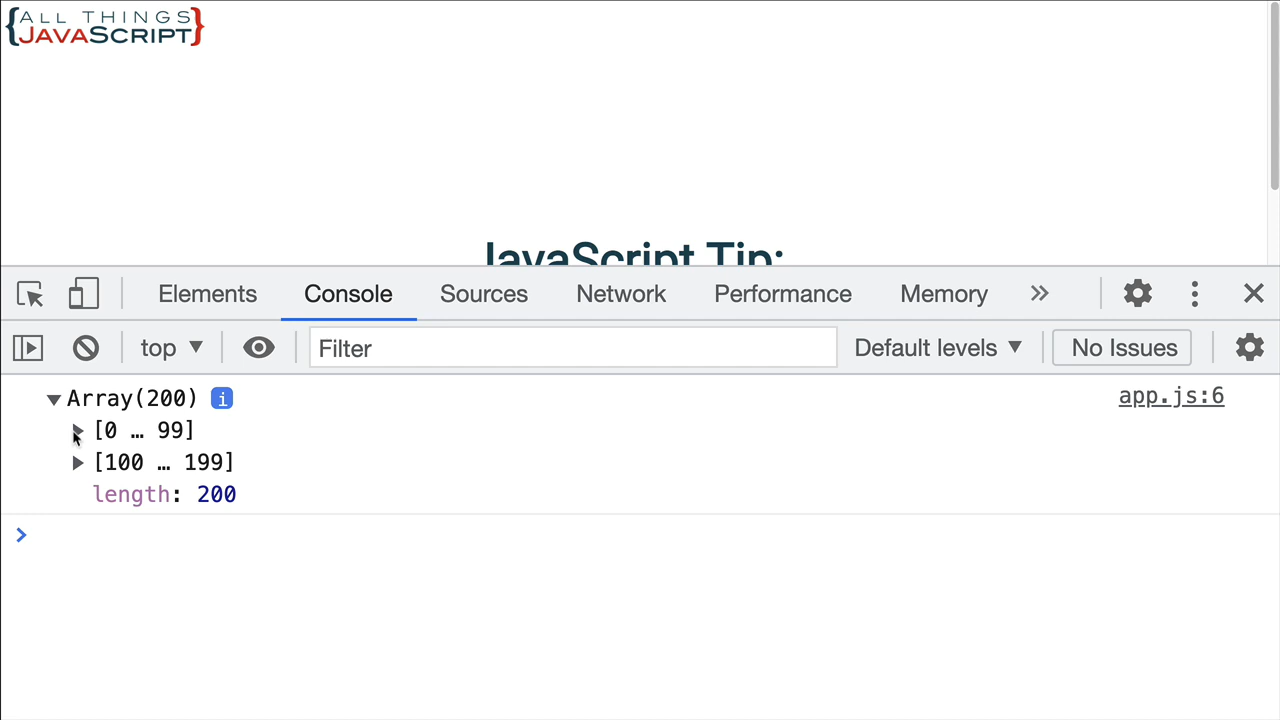 {ALL THINGS
JAVASCRIPT}
JavaScript Tip:
Elements Console Sources Network Performance Memory »
top ▼ Filter Default levels ▼ No Issues
▼Array(200) i app.js:6
▶[0 … 99]
▶[100 … 199]
length: 200
>